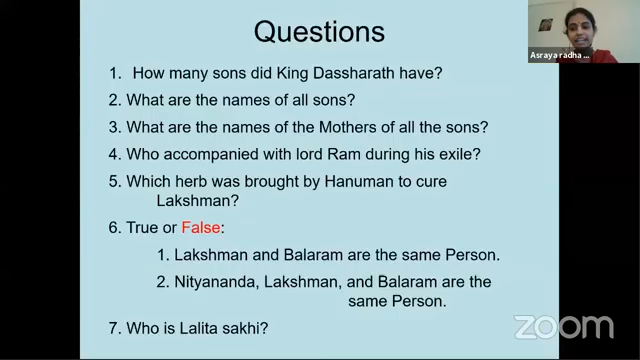 Questions
Asraya radha ...
1. How many sons did King Dassharath have?
2. What are the names of all sons?
3. What are the names of the Mothers of all the sons?
4. Who accompanied with lord Ram during his exile?
5. Which herb was brought by Hanuman to cure
Lakshman?
6. True or False:
1. Lakshman and Balaram are the same Person.
2. Nityananda, Lakshman, and Balaram are the
same Person.
7. Who is Lalita sakhi?
zoom